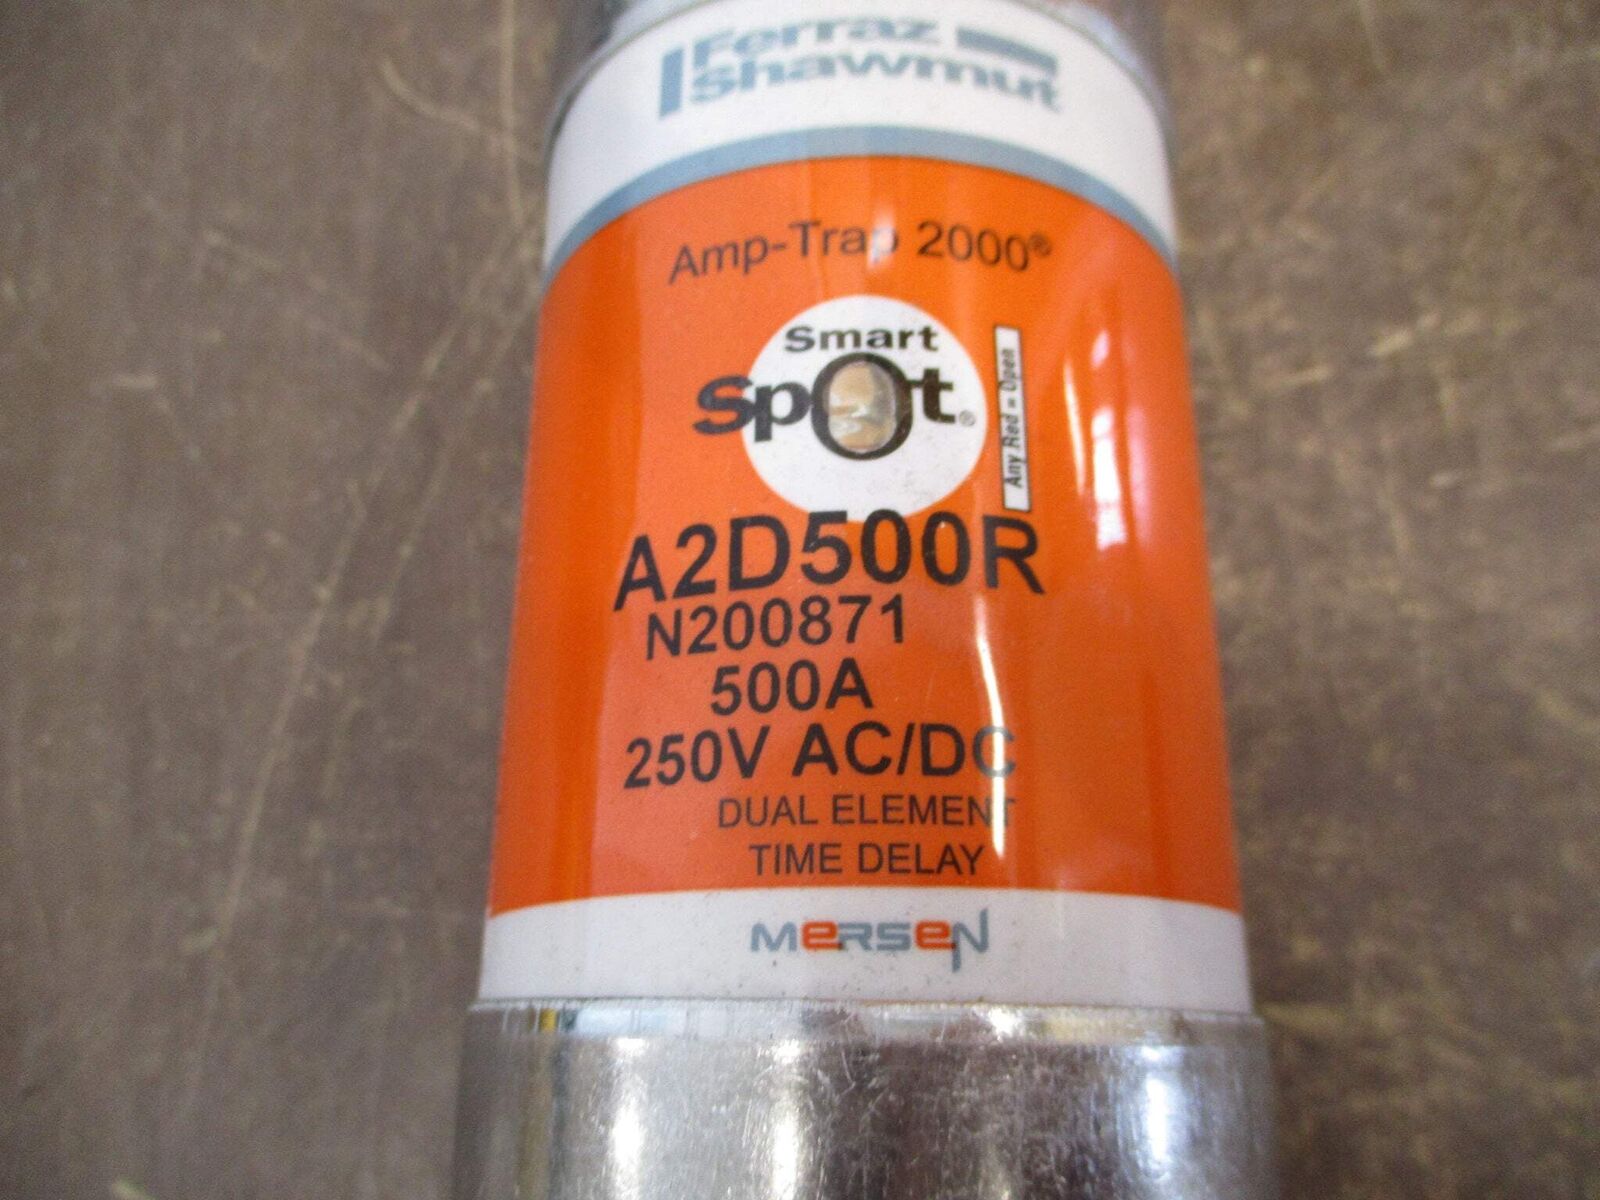 Ferraz
Shawmut
Amp-Trap 2000®
Smart
Spot®
Any Red = Open
A2D500R
N200871
500A
250V AC/DC
DUAL ELEMENT
TIME DELAY
MERSEN